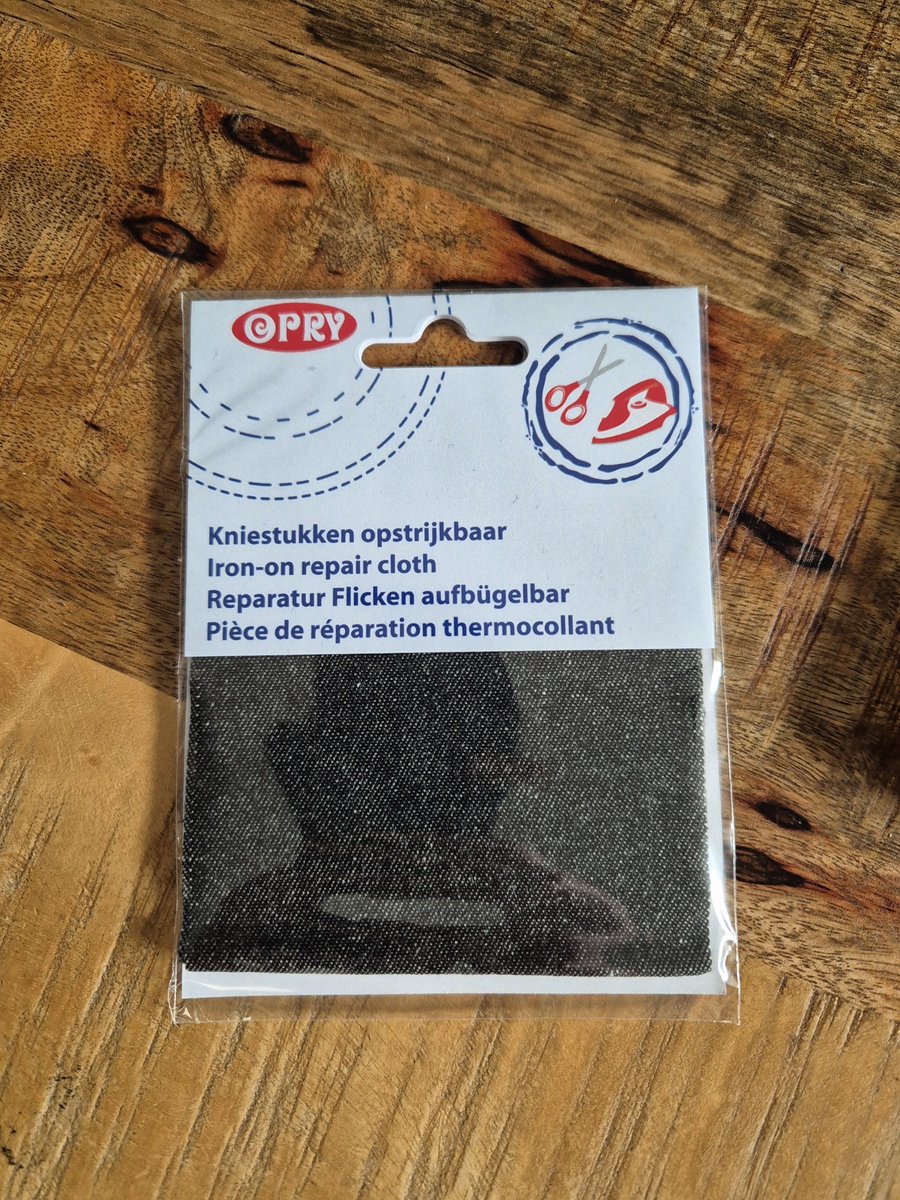 OPRY
Kniestukken opstrijkbaar
Iron-on repair cloth
Reparatur Flicken aufbügelbar
Pièce de réparation thermocollant